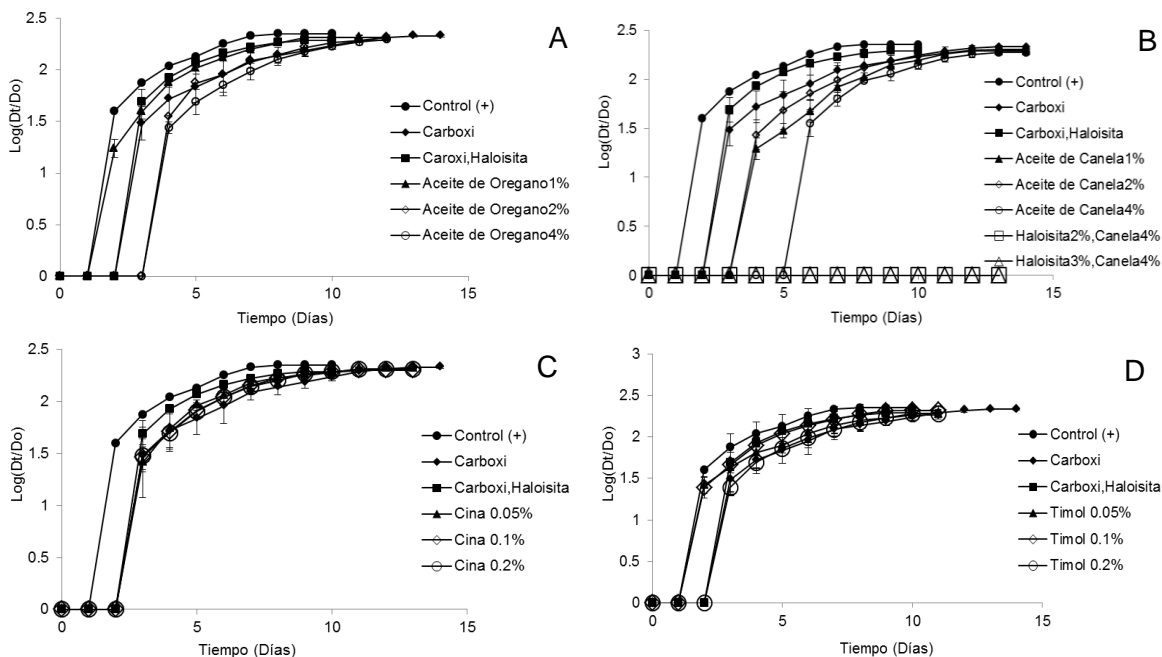 A
2.5
2
1.5
1
0.5
0
Log(Dt/Do)
0 5 10 15
Tiempo (Días)
Control (+)
Carboxi
Caroxi,Haloisita
Aceite de Oregano1%
Aceite de Oregano2%
Aceite de Oregano4%
B
2.5
2
1.5
1
0.5
0
Log(Dt/Do)
0 5 10 15
Tiempo (Días)
Control (+)
Carboxi
Carboxi,Haloisita
Aceite de Canela1%
Aceite de Canela2%
Aceite de Canela4%
Haloisita2%,Canela4%
Haloisita3%,Canela4%
C
2.5
2
1.5
1
0.5
0
Log(Dt/Do)
0 5 10 15
Tiempo (Días)
Control (+)
Carboxi
Carboxi,Haloisita
Cina 0.05%
Cina 0.1%
Cina 0.2%
D
3
2.5
2
1.5
1
0.5
0
Log(Dt/Do)
0 5 10 15
Tiempo (Días)
Control (+)
Carboxi
Carboxi,Haloisita
Timol 0.05%
Timol 0.1%
Timol 0.2%